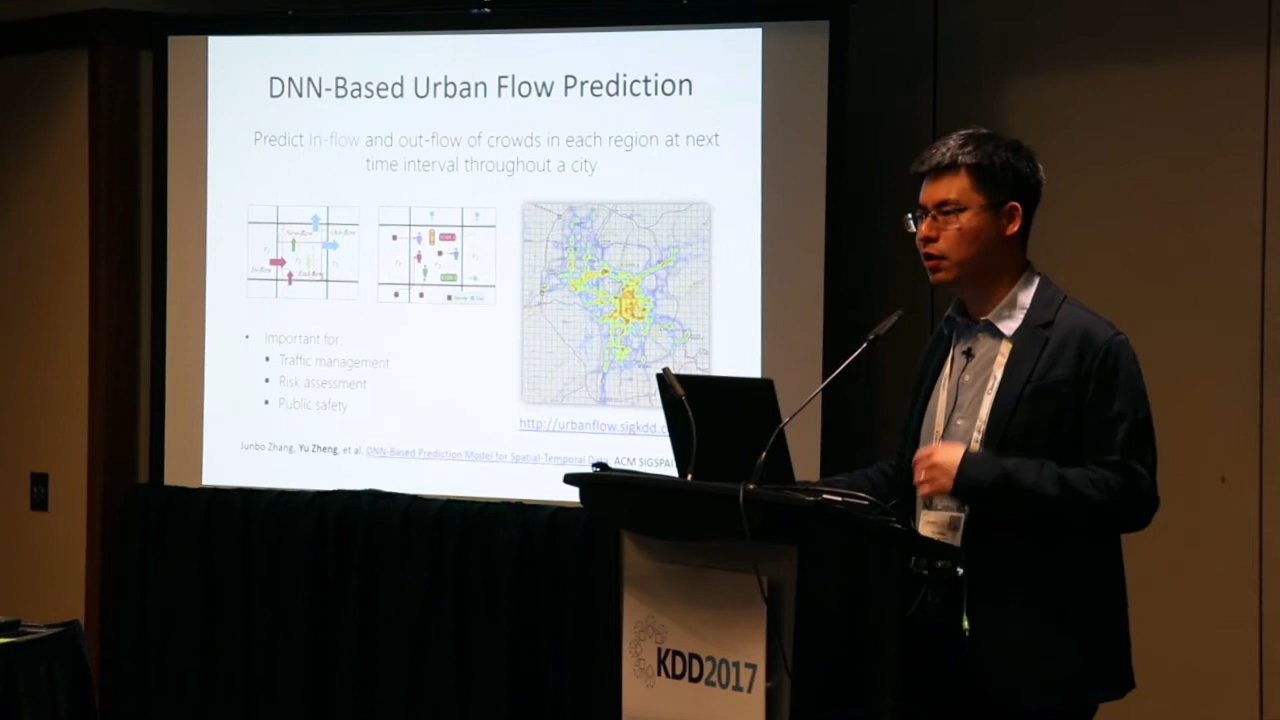 DNN-Based Urban Flow Prediction
Predict In-flow and out-flow of crowds in each region at next
time interval throughout a city
• Important for:
▪ Traffic management
▪ Risk assessment
▪ Public safety
http://urbanflow.sigkdd.c
Junbo Zhang, Yu Zheng, et al. DNN-Based Prediction Model for Spatial-Temporal Data, ACM SIGSPA
KDD2017